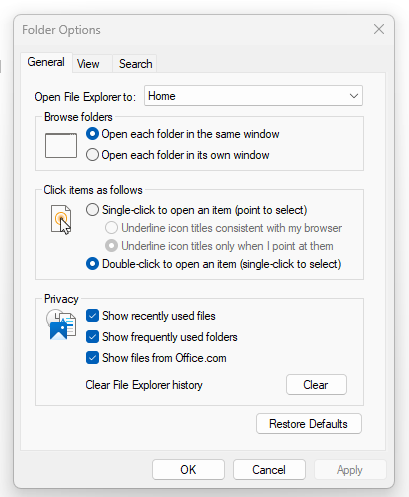 Folder Options
General View Search
Open File Explorer to: Home
Browse folders
Open each folder in the same window
Open each folder in its own window
Click items as follows
Single-click to open an item (point to select)
Underline icon titles consistent with my browser
Underline icon titles only when I point at them
Double-click to open an item (single-click to select)
Privacy
Show recently used files
Show frequently used folders
Show files from Office.com
Clear File Explorer history Clear
Restore Defaults
OK Cancel Apply